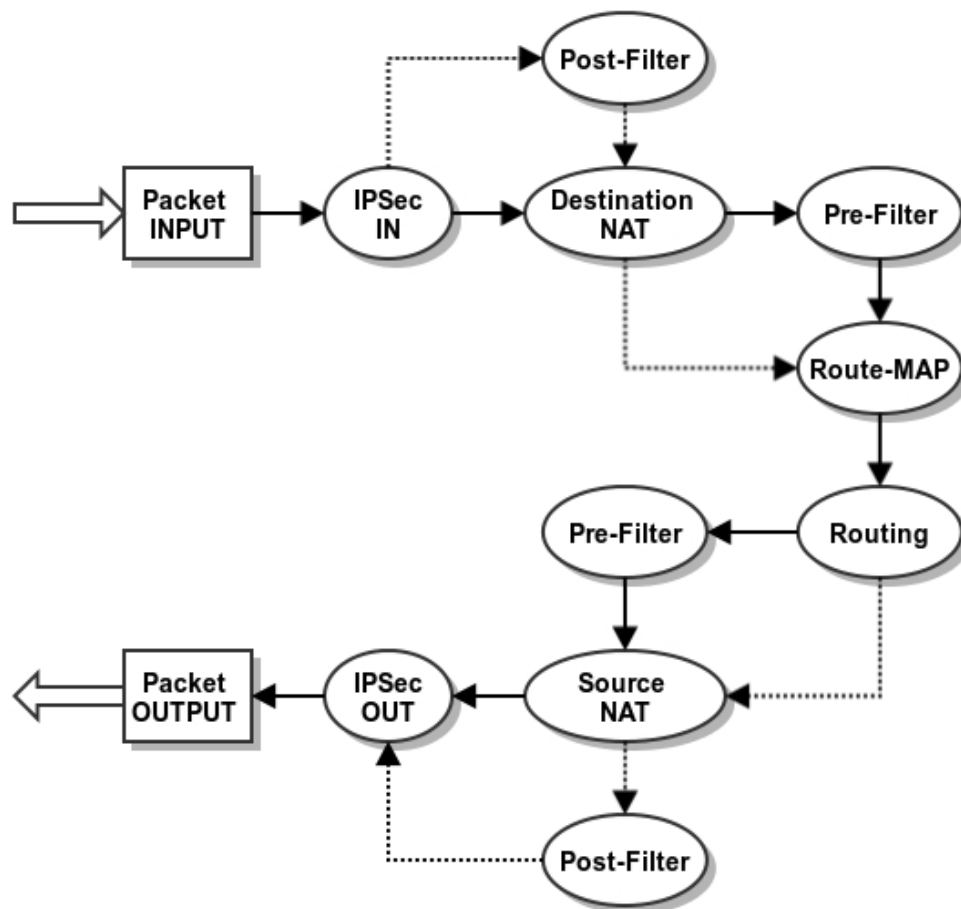 Post-Filter
Packet
INPUT
IPSec
IN
Destination
NAT
Pre-Filter
Route-MAP
Pre-Filter
Routing
Packet
OUTPUT
IPSec
OUT
Source
NAT
Post-Filter